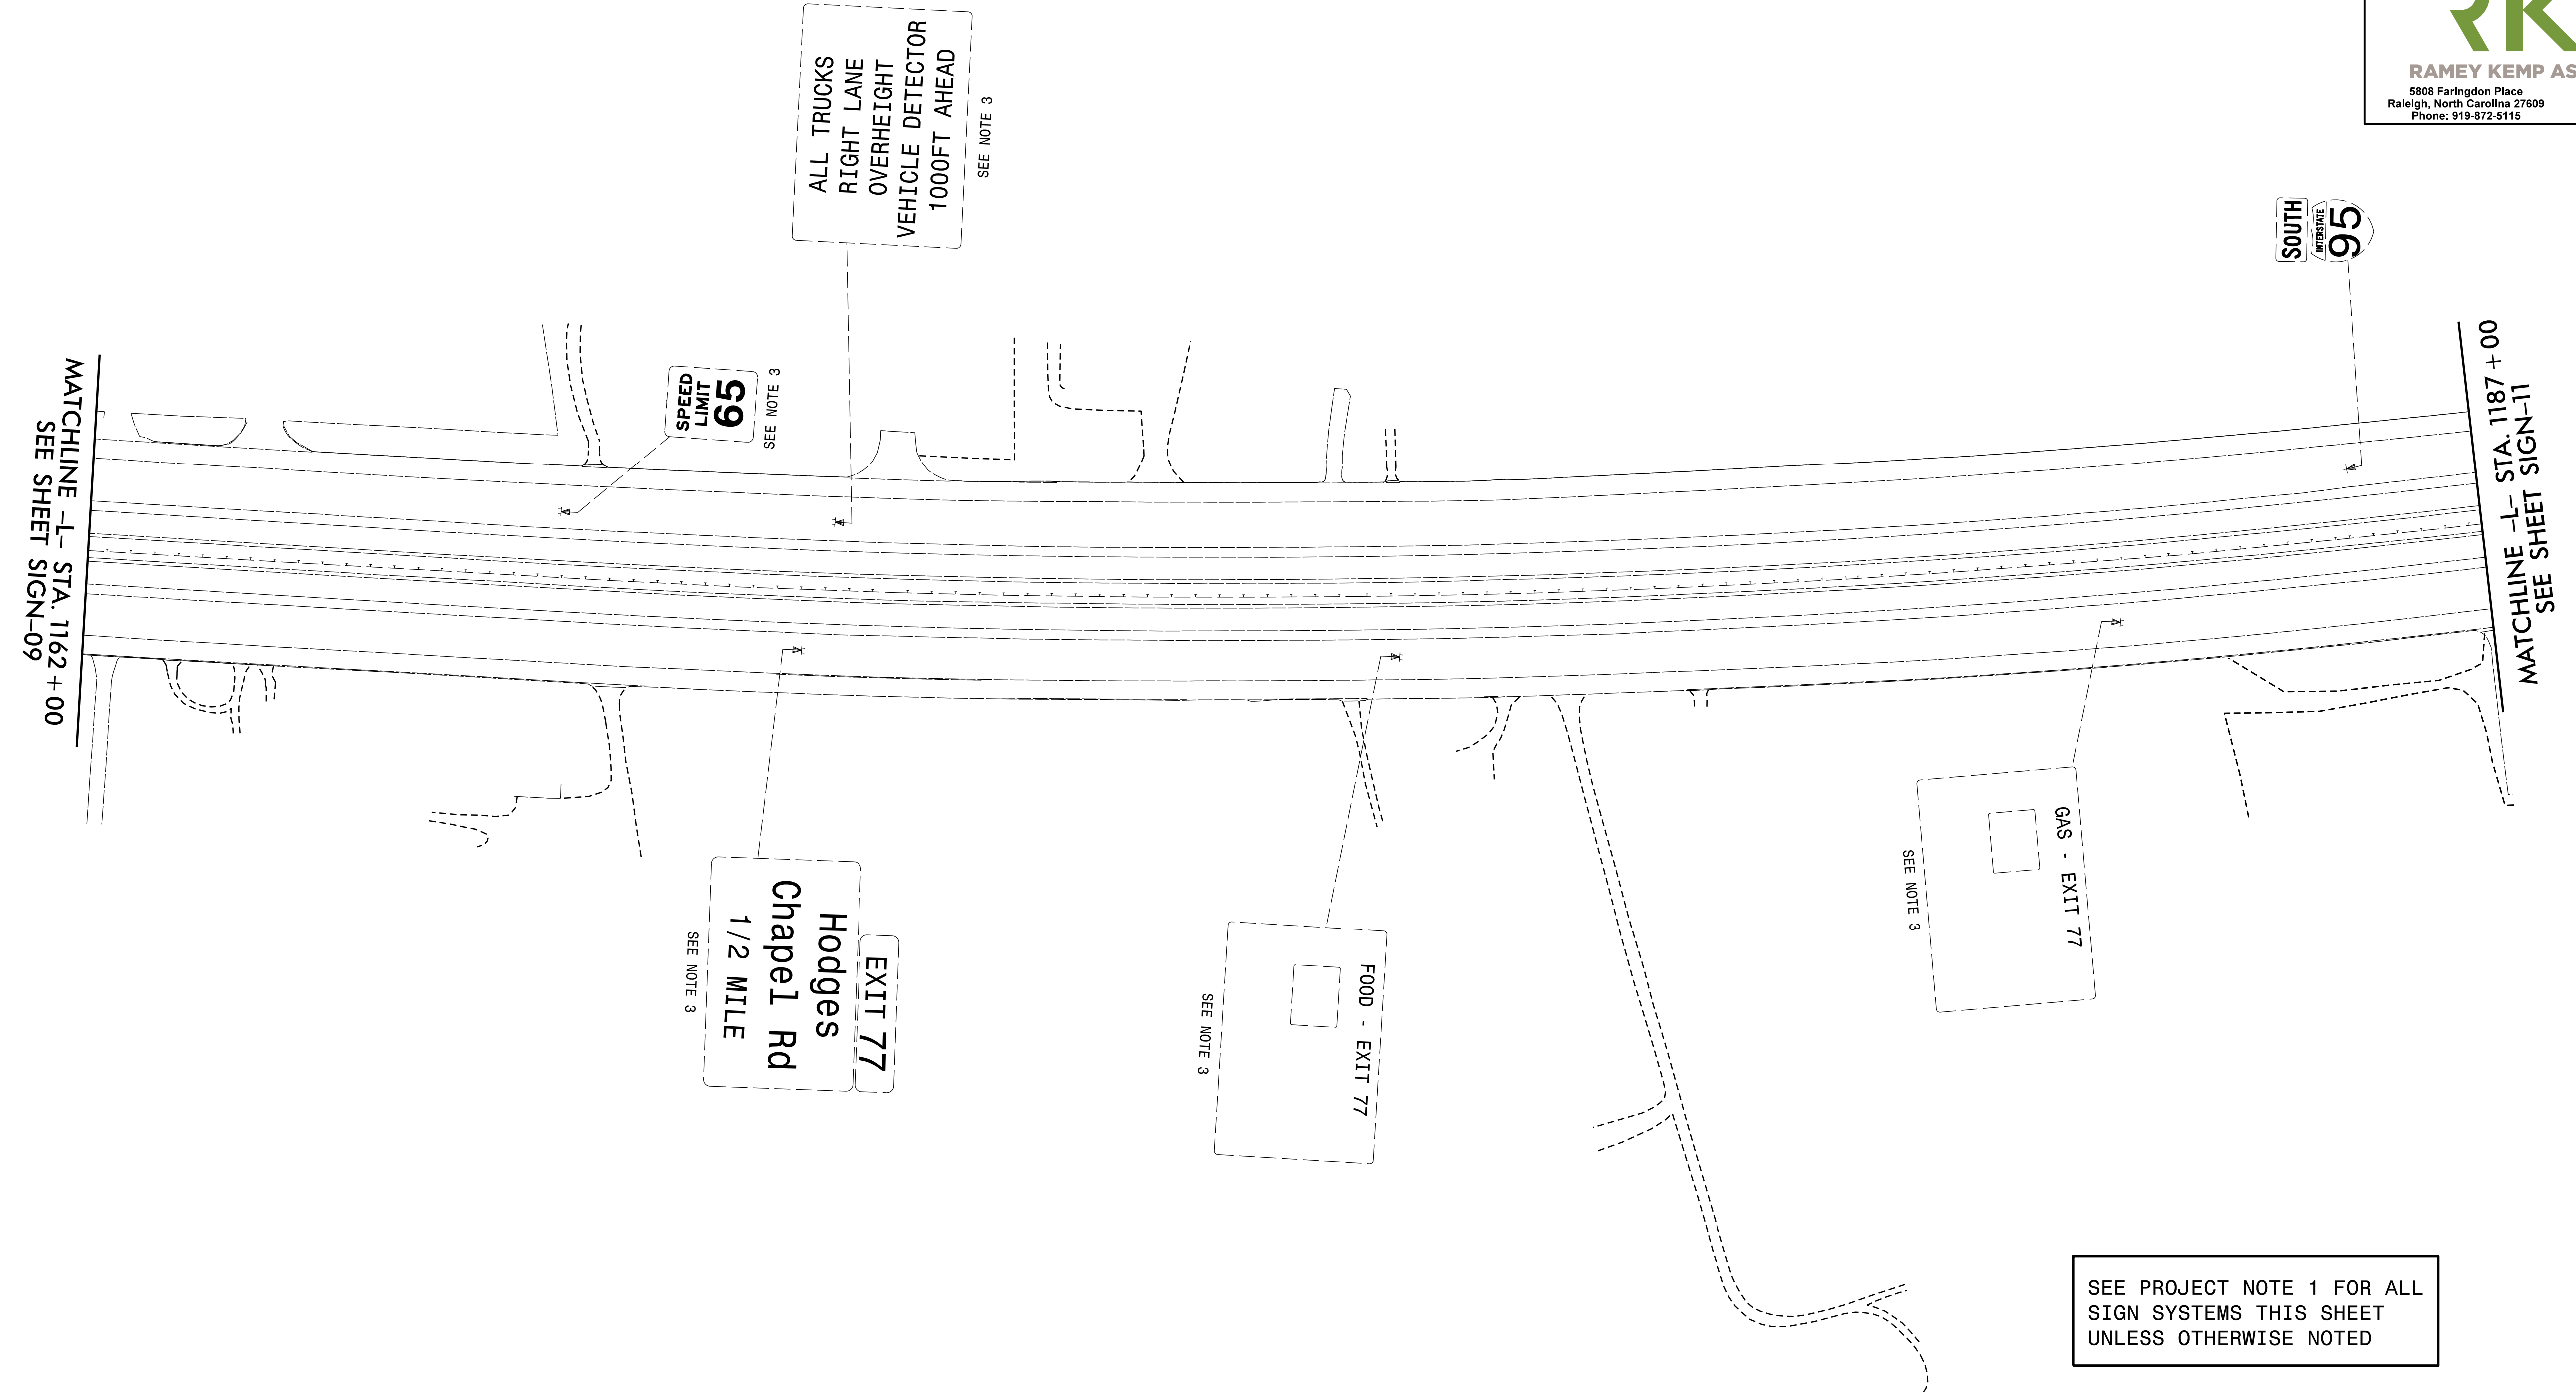 RK
RAMEY KEMP AS
5808 Faringdon Place
Raleigh, North Carolina 27609
Phone: 919-872-5115
ALL TRUCKS
RIGHT LANE
OVERHEIGHT
VEHICLE DETECTOR
1000FT AHEAD
SEE NOTE 3
SOUTH
INTERSTATE
95
SPEED
LIMIT
65
SEE NOTE 3
MATCHLINE -L- STA. 1162+00
SEE SHEET SIGN-09
MATCHLINE -L- STA. 1187+00
SEE SHEET SIGN-11
EXIT 77
Hodges
Chapel Rd
1/2 MILE
SEE NOTE 3
FOOD - EXIT 77
SEE NOTE 3
GAS - EXIT 77
SEE NOTE 3
SEE PROJECT NOTE 1 FOR ALL
SIGN SYSTEMS THIS SHEET
UNLESS OTHERWISE NOTED